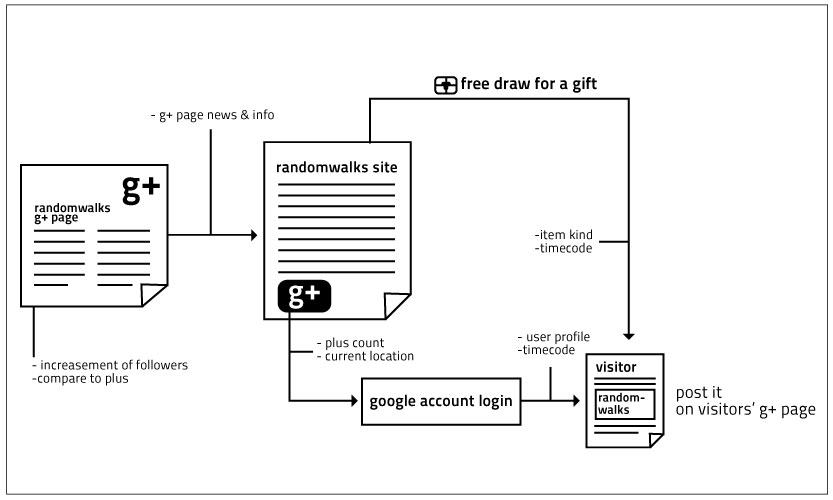 free draw for a gift
- g+ page news & info
randomwalks site
g+
randomwalks
g+ page
-item kind
-timecode
g+
- plus count
- current location
- user profile
-timecode
- increasement of followers
-compare to plus
google account login
visitor
random-
walks
post it
on visitors' g+ page